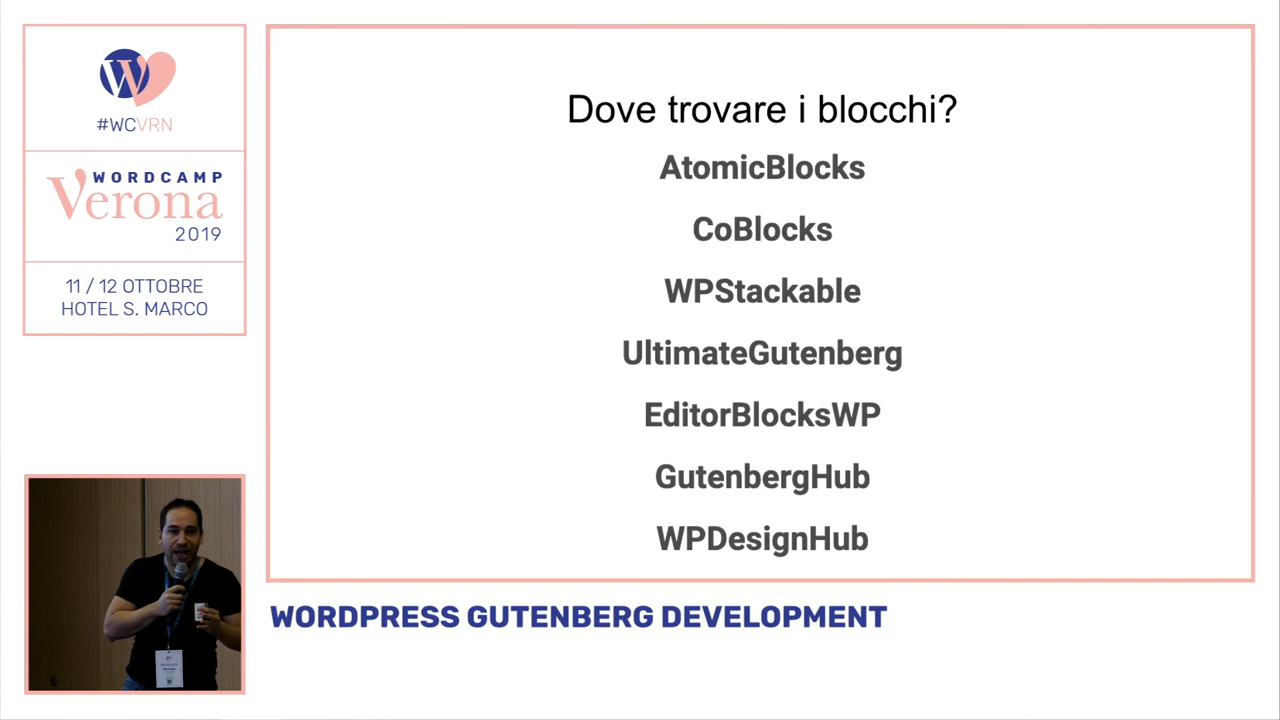 #WCVRN
WORDCAMP
Verona
2019
11 / 12 OTTOBRE
HOTEL S. MARCO
Dove trovare i blocchi?
AtomicBlocks
CoBlocks
WPStackable
UltimateGutenberg
EditorBlocksWP
GutenbergHub
WPDesignHub
WORDPRESS GUTENBERG DEVELOPMENT